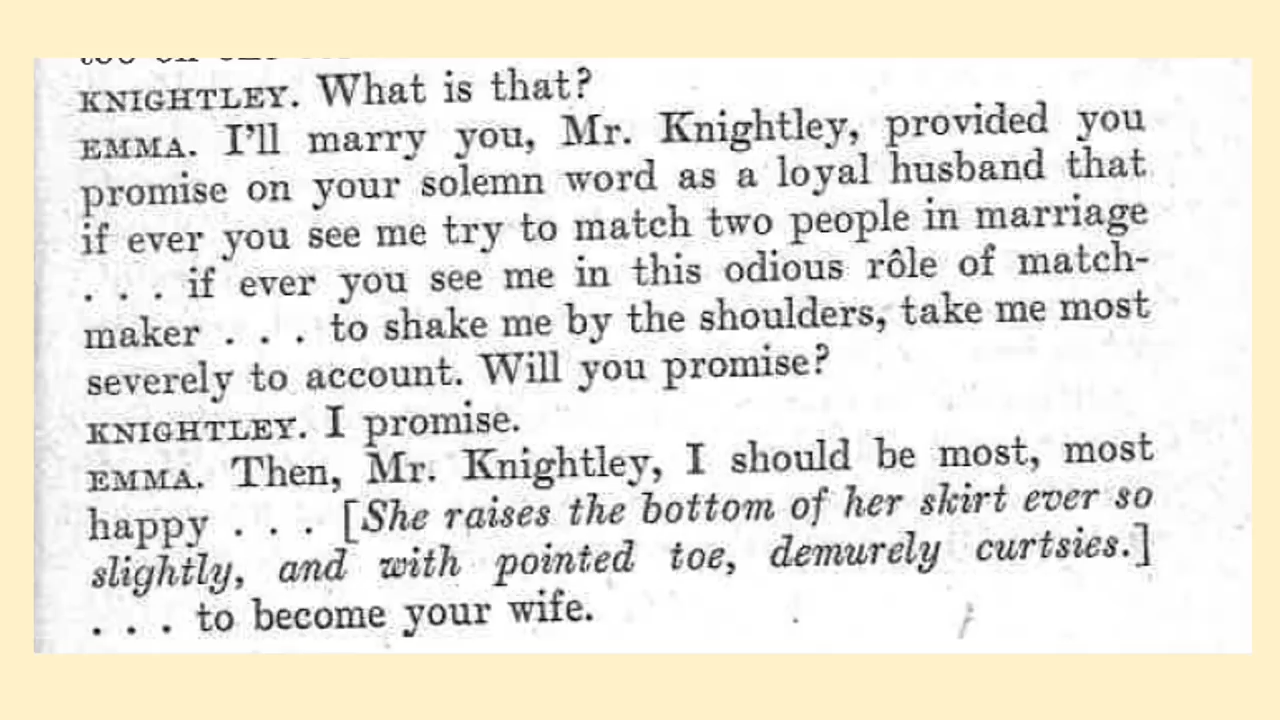 KNIGHTLEY. What is that?
EMMA. I'll marry you, Mr. Knightley, provided you
promise on your solemn word as a loyal husband that
if ever you see me try to match two people in marriage
. . . if ever you see me in this odious rôle of match-
maker . . . to shake me by the shoulders, take me most
severely to account. Will you promise?
KNIGHTLEY. I promise.
EMMA. Then, Mr. Knightley, I should be most, most
happy . . . [She raises the bottom of her skirt ever so
slightly, and with pointed toe, demurely curtsies.]
. . . to become your wife.